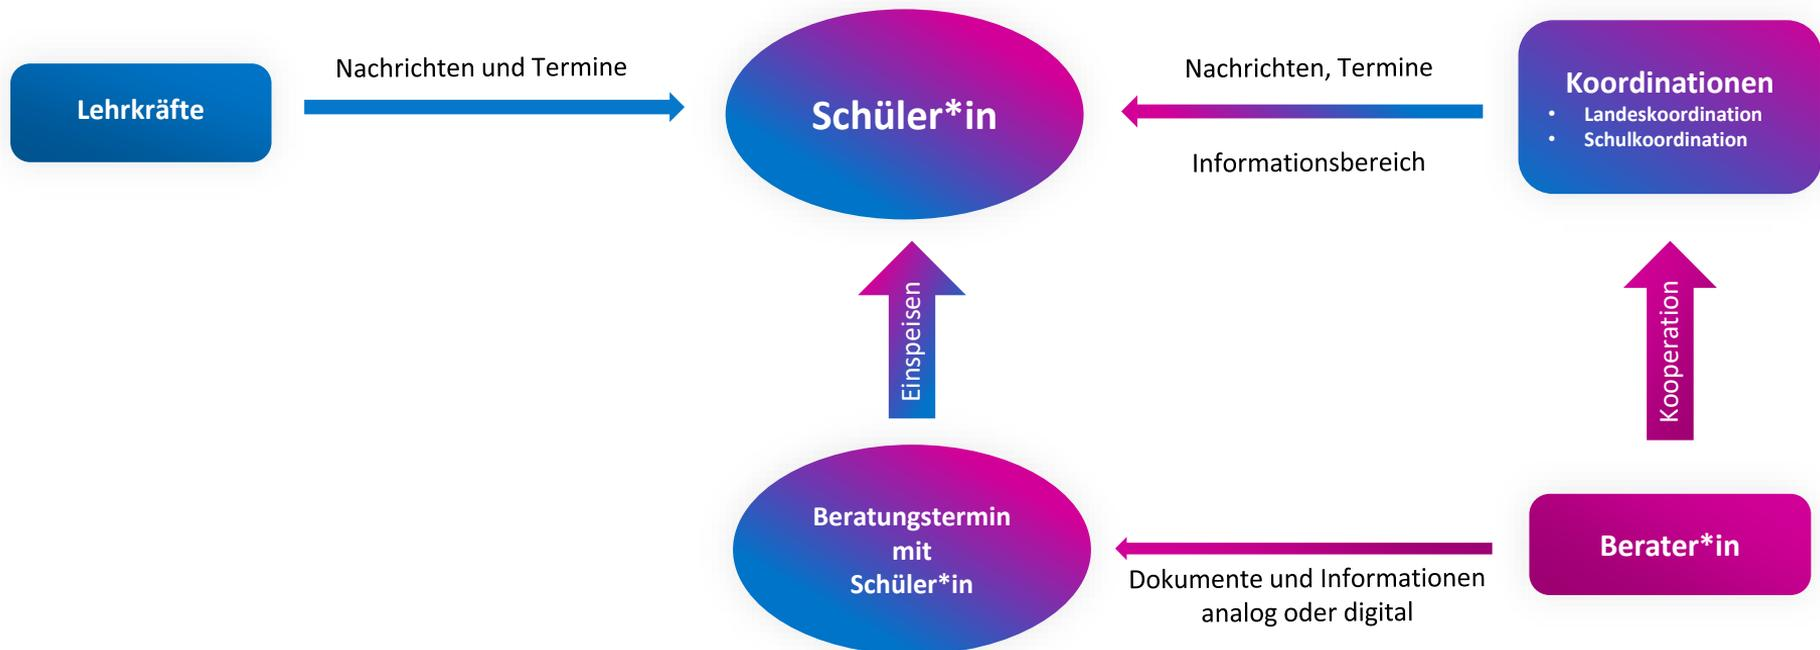 Lehrkräfte
Nachrichten und Termine
Schüler*in
Nachrichten, Termine
Informationsbereich
Koordinationen
• Landeskoordination
• Schulkoordination
Einspeisen
Kooperation
Beratungstermin
mit
Schüler*in
Dokumente und Informationen
analog oder digital
Berater*in